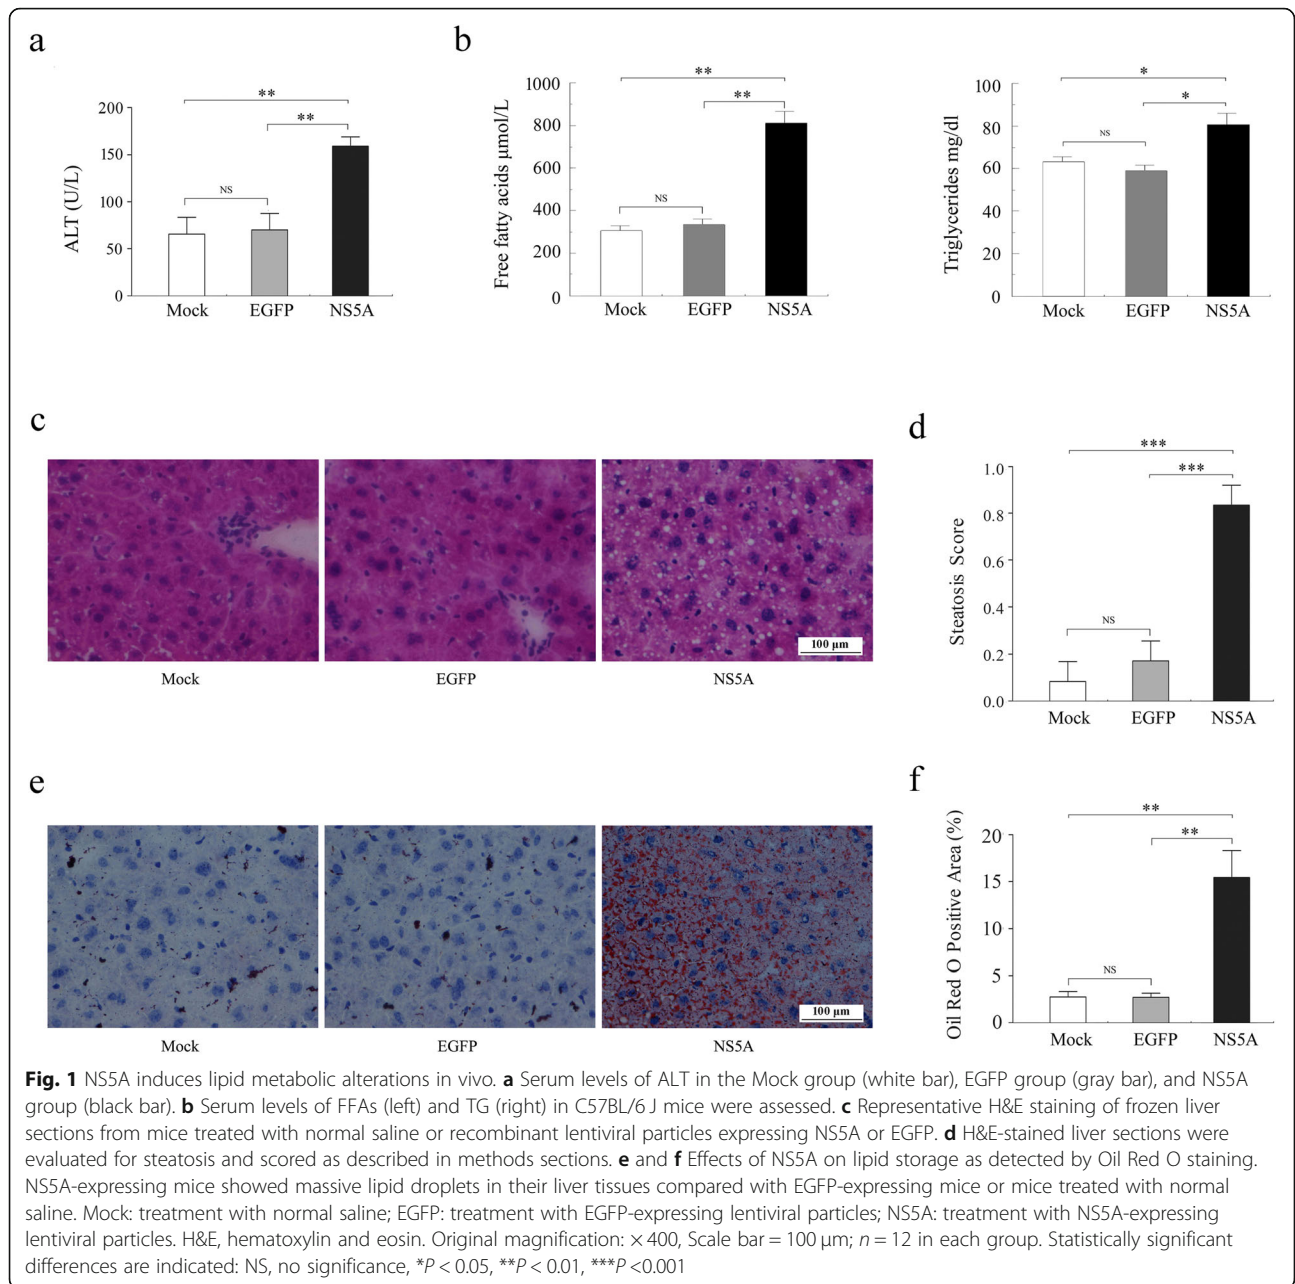 a
**
**
NS
ALT (U/L)
200
150
100
50
0
Mock EGFP NS5A
b
**
**
NS
Free fatty acids µmol/L
1000
800
600
400
200
0
Mock EGFP NS5A
*
*
NS
Triglycerides mg/dl
100
80
60
40
20
0
Mock EGFP NS5A
c
100 µm
Mock EGFP NS5A
d
***
***
NS
Steatosis Score
1.0
0.8
0.6
0.4
0.2
0.0
Mock EGFP NS5A
e
100 µm
Mock EGFP NS5A
f
**
**
NS
Oil Red O Positive Area (%)
20
15
10
5
0
Mock EGFP NS5A
Fig. 1 NS5A induces lipid metabolic alterations in vivo. a Serum levels of ALT in the Mock group (white bar), EGFP group (gray bar), and NS5A
group (black bar). b Serum levels of FFAs (left) and TG (right) in C57BL/6 J mice were assessed. c Representative H&E staining of frozen liver
sections from mice treated with normal saline or recombinant lentiviral particles expressing NS5A or EGFP. d H&E-stained liver sections were
evaluated for steatosis and scored as described in methods sections. e and f Effects of NS5A on lipid storage as detected by Oil Red O staining.
NS5A-expressing mice showed massive lipid droplets in their liver tissues compared with EGFP-expressing mice or mice treated with normal
saline. Mock: treatment with normal saline; EGFP: treatment with EGFP-expressing lentiviral particles; NS5A: treatment with NS5A-expressing
lentiviral particles. H&E, hematoxylin and eosin. Original magnification: × 400, Scale bar = 100 µm; n = 12 in each group. Statistically significant
differences are indicated: NS, no significance, *P < 0.05, **P < 0.01, ***P <0.001